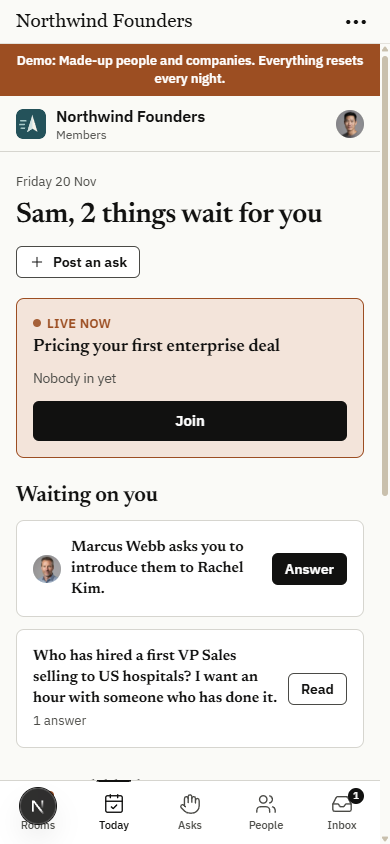 Northwind Founders
Demo: Made-up people and companies. Everything resets
every night.
Northwind Founders
Members
Friday 20 Nov
Sam, 2 things wait for you
+ Post an ask
LIVE NOW
Pricing your first enterprise deal
Nobody in yet
Join
Waiting on you
Marcus Webb asks you to
introduce them to Rachel
Kim.
Answer
Who has hired a first VP Sales
selling to US hospitals? I want an
hour with someone who has done it.
Read
1 answer
N
1
Rooms
Today
Asks
People
Inbox